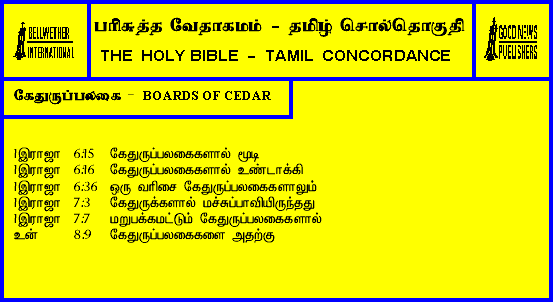 BELLWETHER
INTERNATIONAL
பரிசுத்த வேதாகமம் - தமிழ் சொல்தொகுதி
THE HOLY BIBLE - TAMIL CONCORDANCE
GOOD NEWS
PUBLISHERS
கேதுருப்பலகை - BOARDS OF CEDAR
1இராஜா 6:15 கேதுருப்பலகைகளால் மூடி
1இராஜா 6:16 கேதுருப்பலகைகளால் உண்டாக்கி
1இராஜா 6:36 ஒரு வரிசை கேதுருப்பலகைகளாலும்
1இராஜா 7:3 கேதுருக்களால் மச்சுப்பாவியிருந்தது
1இராஜா 7:7 மறுபக்கமட்டும் கேதுருப்பலகைகளால்
உன் 8:9 கேதுருப்பலகைகளை அதற்கு